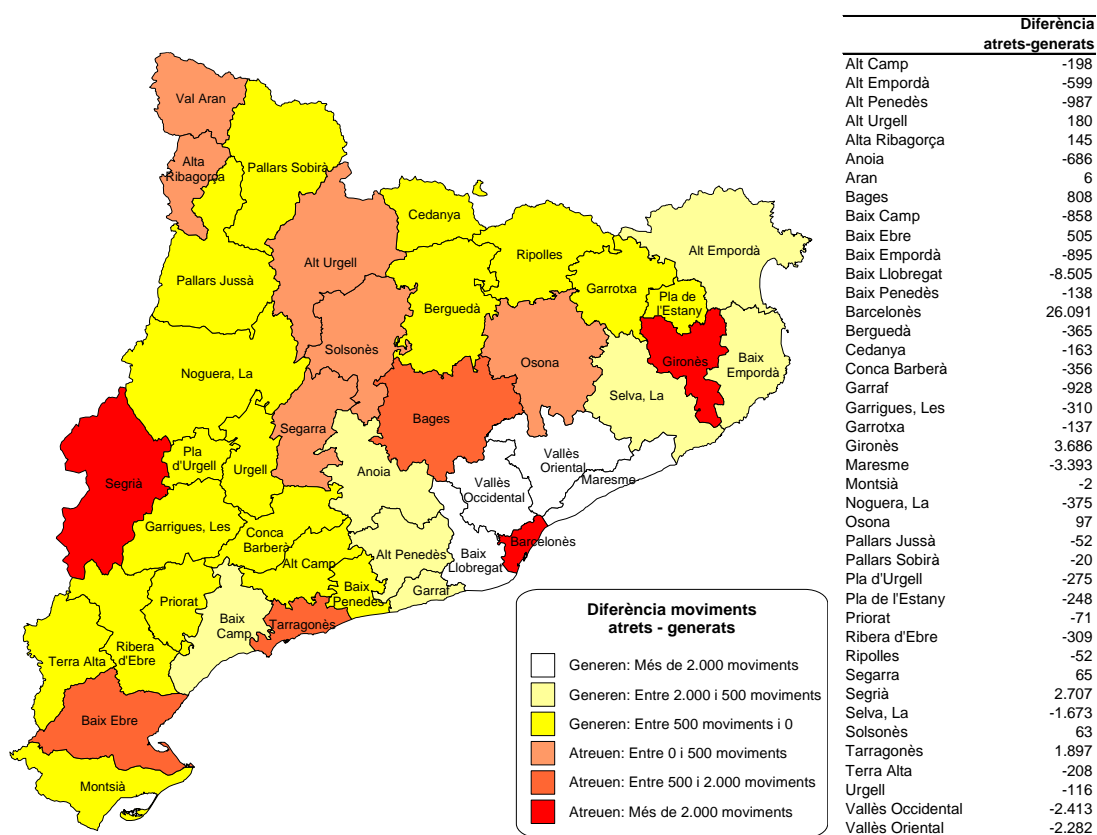 Val Aran
Alta
Ribagorça
Pallars Sobirà
Cedanya
Alt Urgell
Pallars Jussà
Ripolles
Alt Empordà
Garrotxa
Pla de
l'Estany
Berguedà
Solsonès
Osona
Gironès
Baix
Empordà
Noguera, La
Selva, La
Bages
Segarra
Pla
d'Urgell
Urgell
Anoia
Segrià
Vallès
Oriental
Maresme
Vallès
Occidental
Garrigues, Les
Conca
Barberà
Barcelonès
Alt Penedès
Baix
Llobregat
Alt Camp
Baix
Penedès
Garraf
Priorat
Baix
Camp
Tarragonès
Ribera
d'Ebre
Terra Alta
Baix Ebre
Montsià
Diferència moviments
atrets - generats
Generen: Més de 2.000 moviments
Generen: Entre 2.000 i 500 moviments
Generen: Entre 500 moviments i 0
Atreuen: Entre 0 i 500 moviments
Atreuen: Entre 500 i 2.000 moviments
Atreuen: Més de 2.000 moviments
Diferència
atrets-generats
Alt Camp -198
Alt Empordà -599
Alt Penedès -987
Alt Urgell 180
Alta Ribagorça 145
Anoia -686
Aran 6
Bages 808
Baix Camp -858
Baix Ebre 505
Baix Empordà -895
Baix Llobregat -8.505
Baix Penedès -138
Barcelonès 26.091
Berguedà -365
Cedanya -163
Conca Barberà -356
Garraf -928
Garrigues, Les -310
Garrotxa -137
Gironès 3.686
Maresme -3.393
Montsià -2
Noguera, La -375
Osona 97
Pallars Jussà -52
Pallars Sobirà -20
Pla d'Urgell -275
Pla de l'Estany -248
Priorat -71
Ribera d'Ebre -309
Ripolles -52
Segarra 65
Segrià 2.707
Selva, La -1.673
Solsonès 63
Tarragonès 1.897
Terra Alta -208
Urgell -116
Vallès Occidental -2.413
Vallès Oriental -2.282